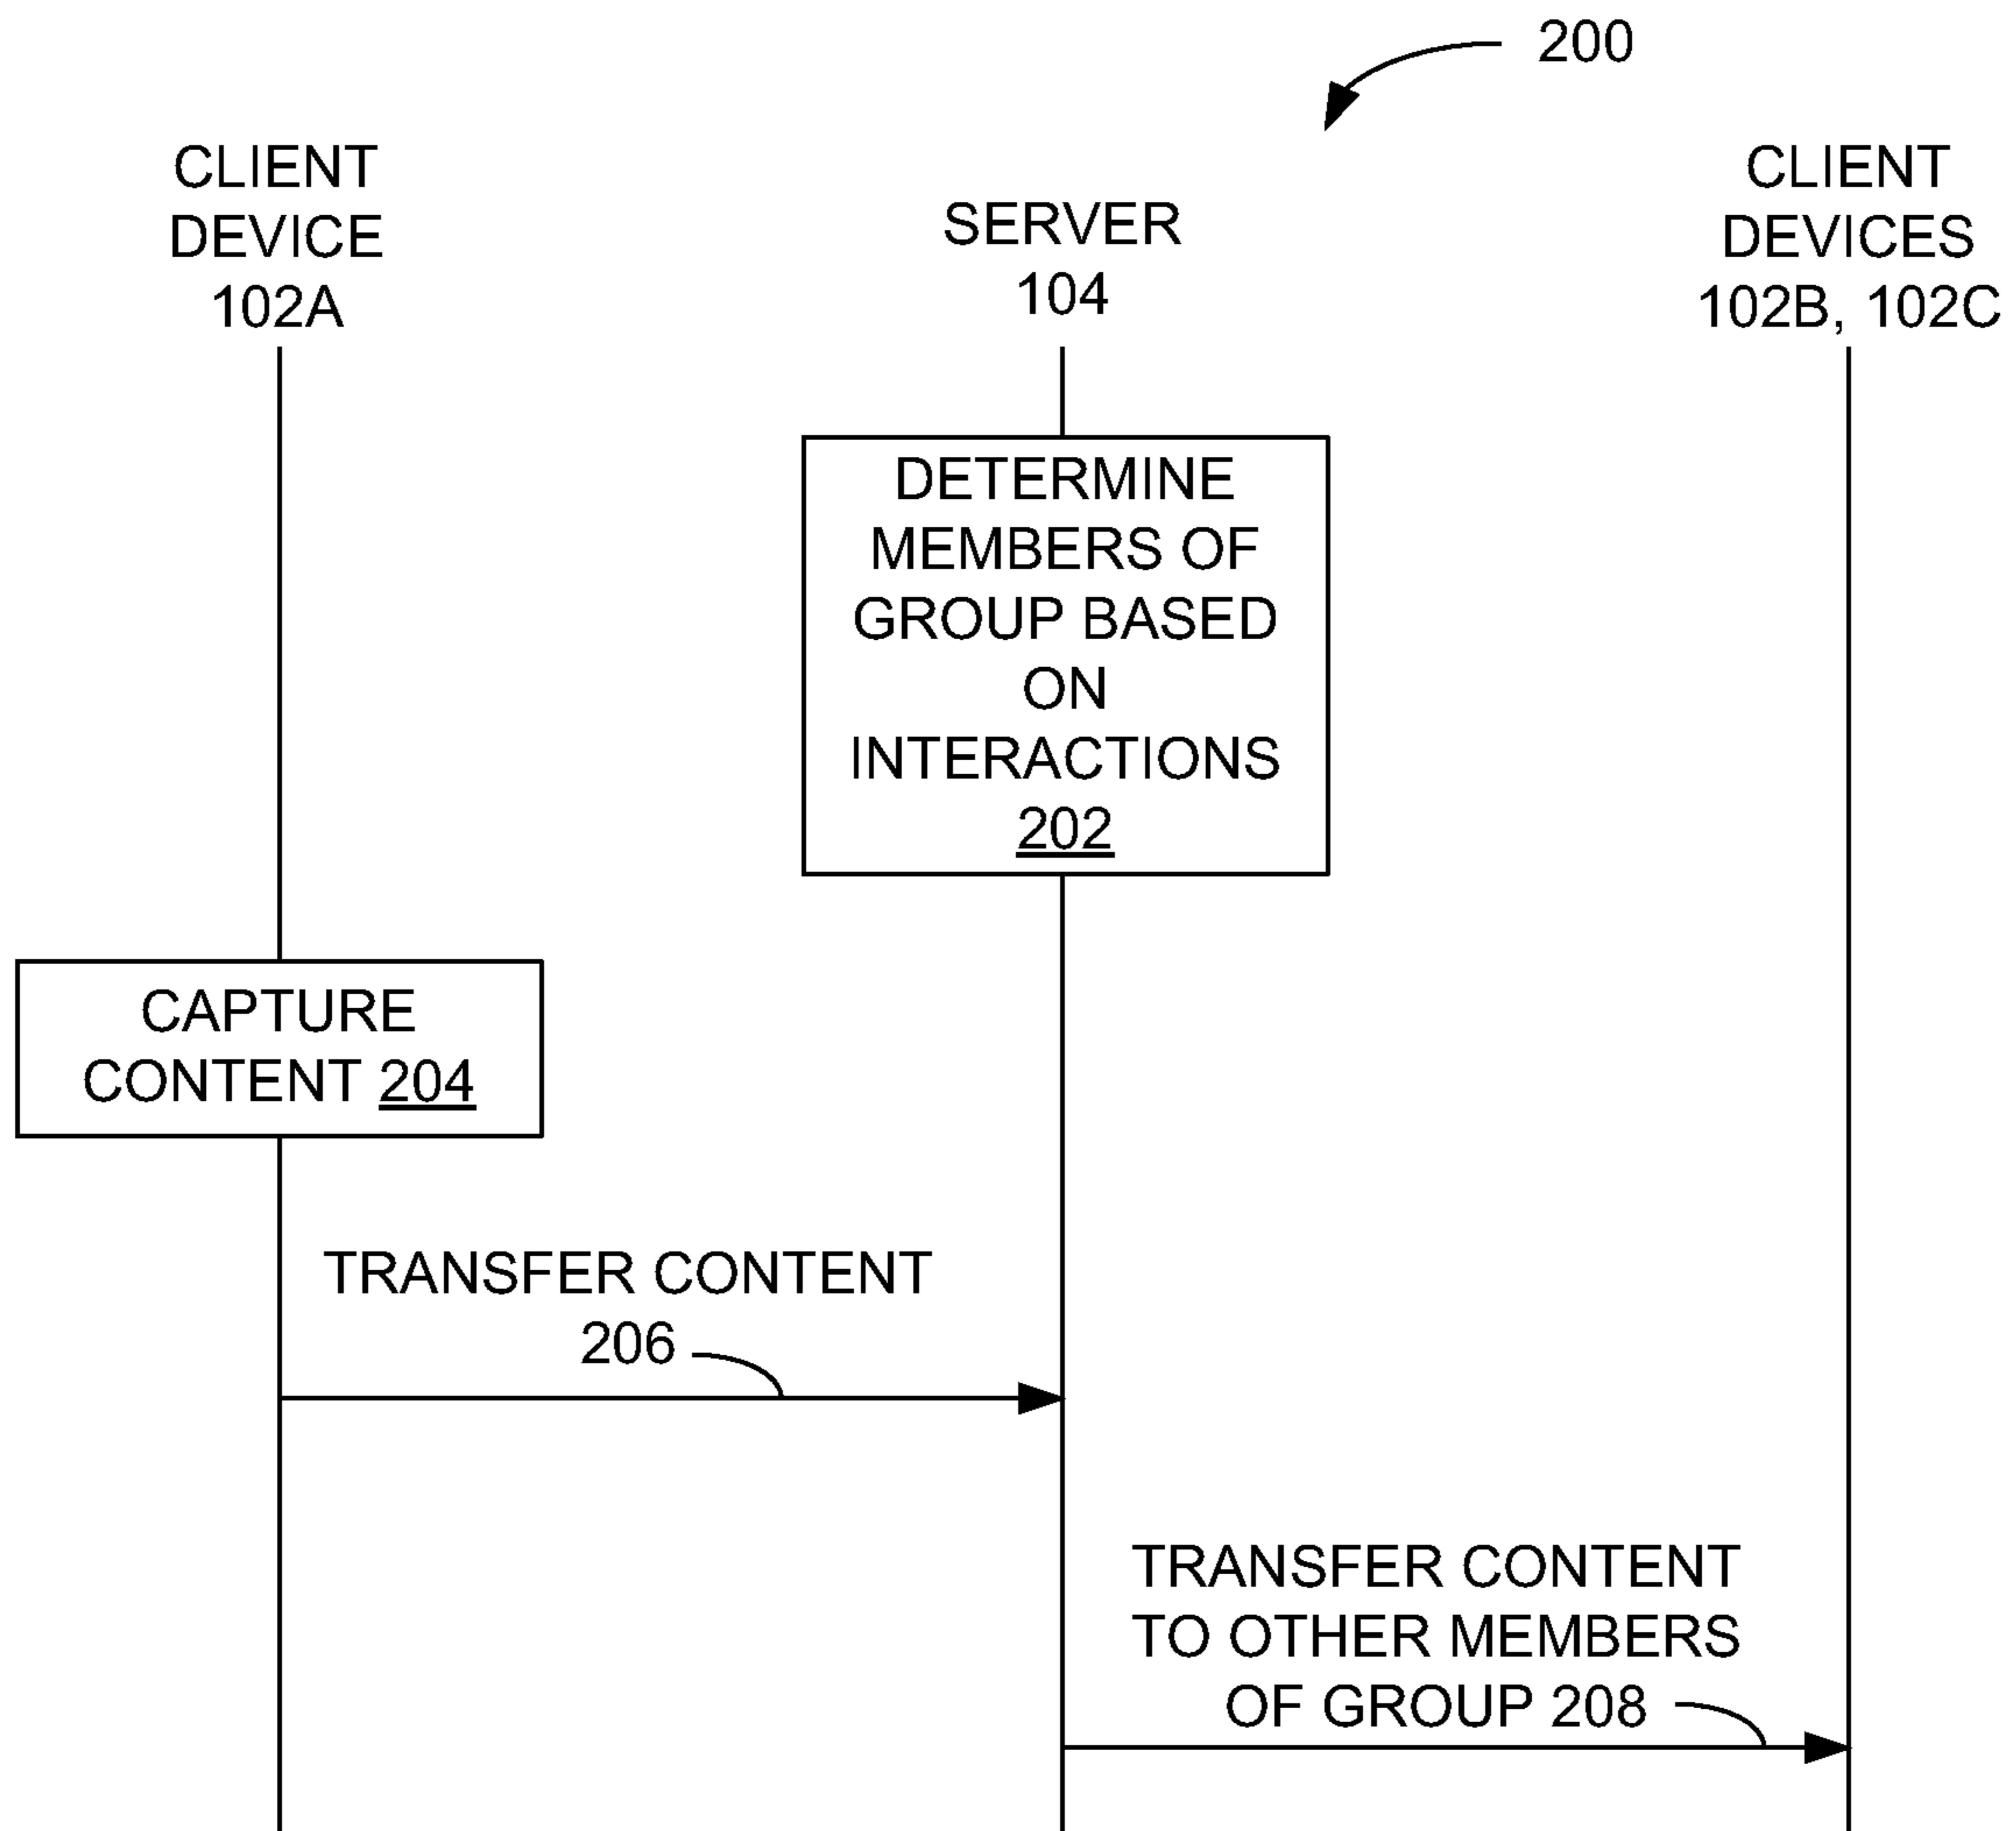 200
CLIENT
DEVICE
102A
SERVER
104
CLIENT
DEVICES
102B, 102C
DETERMINE
MEMBERS OF
GROUP BASED
ON
INTERACTIONS
202
CAPTURE
CONTENT 204
TRANSFER CONTENT
206
TRANSFER CONTENT
TO OTHER MEMBERS
OF GROUP 208